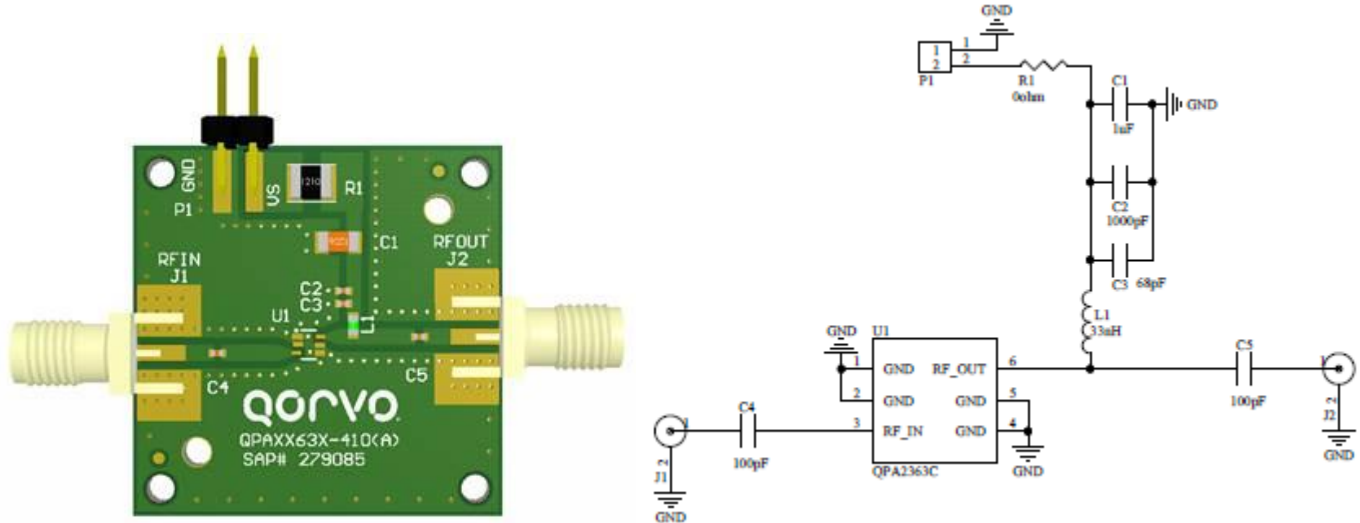 GND
P1
VS
1210
R1
C1
RFIN
J1
RFOUT
J2
C2
C3
U1
L1
C4
C5
QORVO
QPAXX63X-410(A)
SAP# 279085
GND
1
2
1
2
P1
R1
0ohm
C1
1uF
GND
C2
1000pF
C3
68pF
L1
33nH
GND
U1
1
GND
RF_OUT
6
2
GND
GND
5
3
RF_IN
GND
4
QPA2363C
GND
C5
100pF
1
2
J2
GND
C4
100pF
1
2
J1
GND